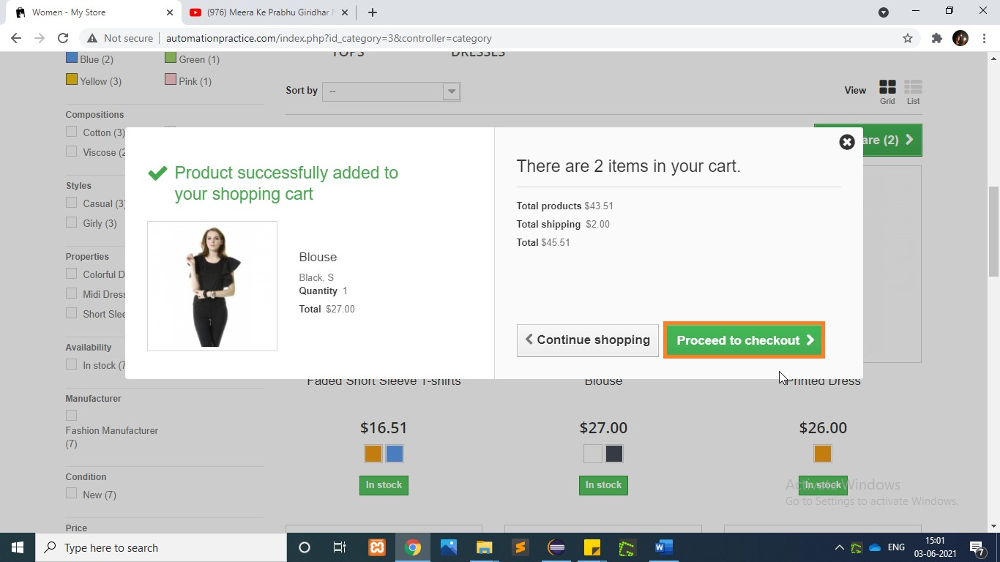 Women - My Store
(976) Meera Ke Prabhu Giridhar
Not secure
automationpractice.com/index.php?id_category=3&controller=category
TOPS
DRESSES
Blue (2)
Green (1)
Yellow (3)
Pink (1)
Sort by
--
View
Grid
List
Compositions
Cotton (3)
Viscose (2
are (2)
Styles
Casual (3)
Girly (3)
Properties
Colorful D
Midi Dress
Short Slee
Availability
In stock (7
Manufacturer
Fashion Manufacturer
(7)
Condition
New (7)
Price
Product successfully added to
your shopping cart
Blouse
Black, S
Quantity 1
Total $27.00
There are 2 items in your cart.
Total products $43.51
Total shipping $2.00
Total $45.51
Continue shopping
Proceed to checkout
Faded Short Sleeve T-shirts
Blouse
Printed Dress
$16.51
$27.00
$26.00
In stock
In stock
In stock
Activate Windows
Go to Settings to activate Windows.
Type here to search
ENG
15:01
03-06-2021
7